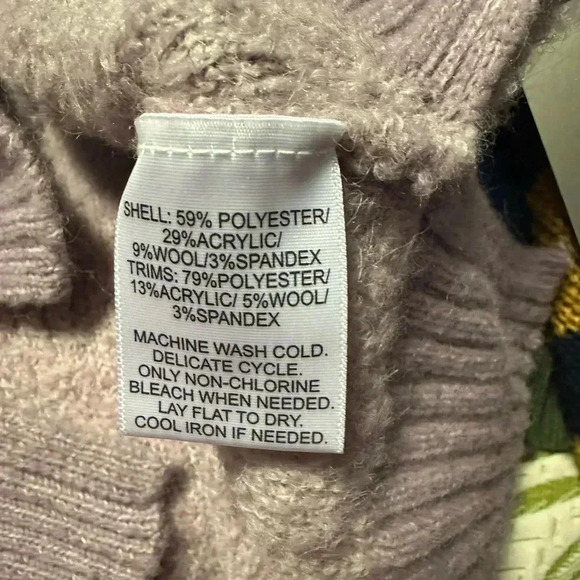 SHELL: 59% POLYESTER/
29%ACRYLIC/
9%WOOL/3%SPANDEX
TRIMS: 79%POLYESTER/
13%ACRYLIC/ 5%WOOL/
3%SPANDEX
MACHINE WASH COLD.
DELICATE CYCLE.
ONLY NON-CHLORINE
BLEACH WHEN NEEDED.
LAY FLAT TO DRY.
COOL IRON IF NEEDED.